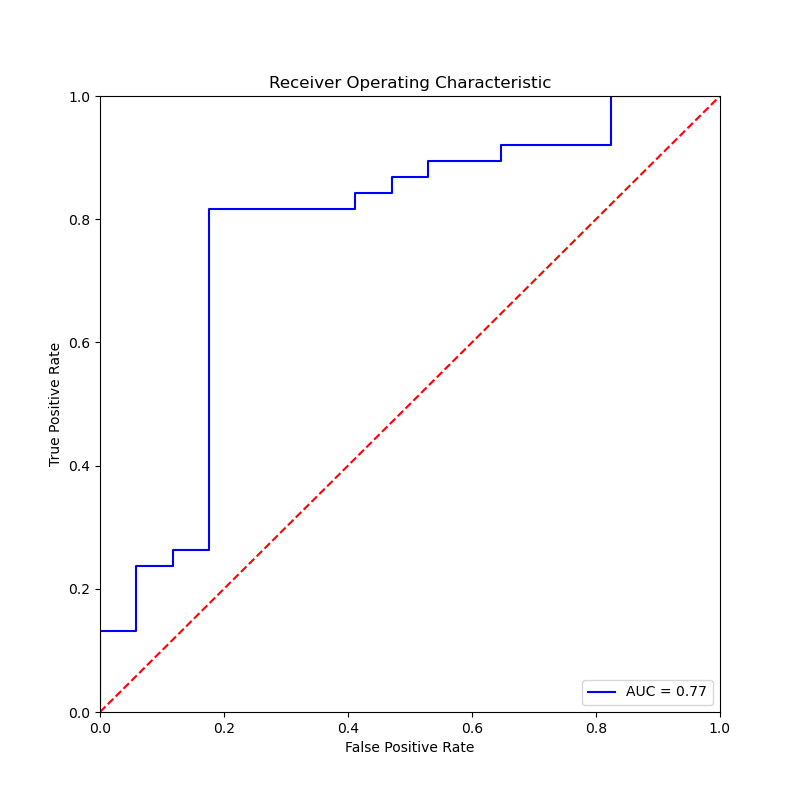 Receiver Operating Characteristic
1.0
0.8
0.6
0.4
0.2
0.0
True Positive Rate
AUC = 0.77
0.0 0.2 0.4 0.6 0.8 1.0
False Positive Rate